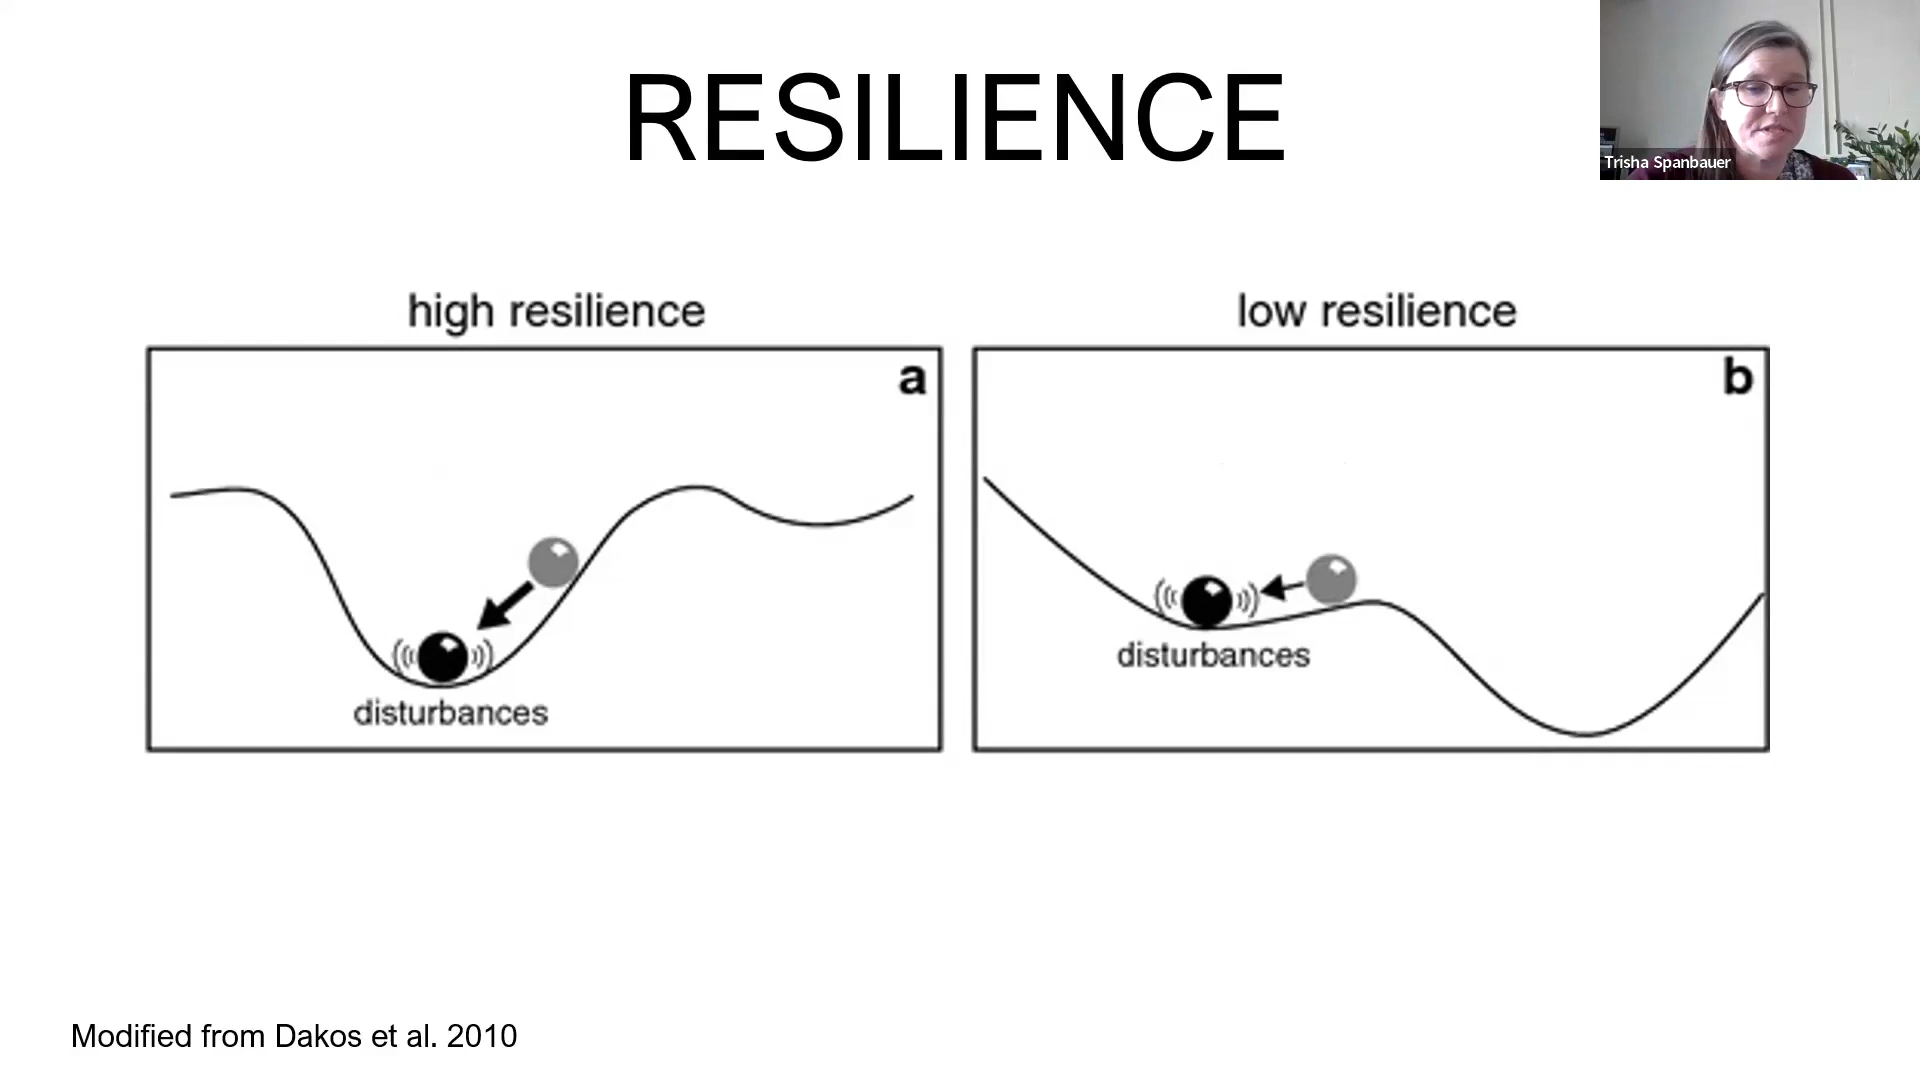 RESILIENCE
Trisha Spanbauer
high resilience
low resilience
a
b
disturbances
disturbances
Modified from Dakos et al. 2010